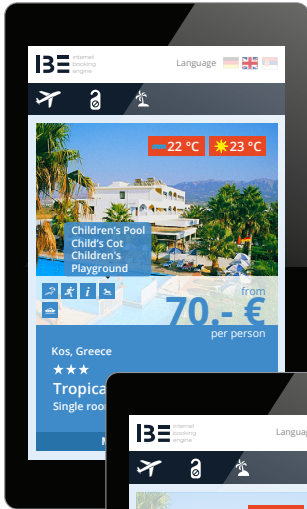 IBE internet
booking
engine
Language
22 °C 23 °C
Children's Pool
Child's Cot
Children's
Playground
from
70.- €
per person
Kos, Greece
Tropica
Single roo
IBE internet
booking
engine
Langua